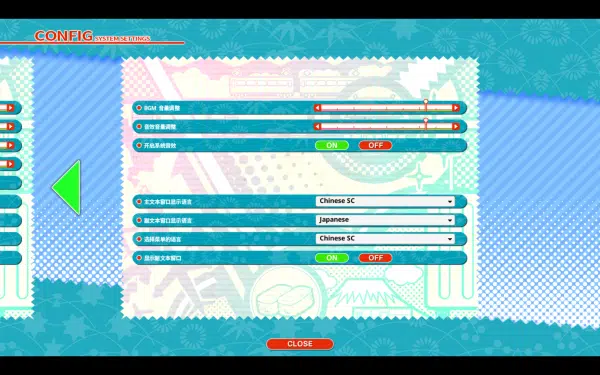 CONFIG SYSTEM SETTINGS
BGM 音量调整
音效音量调整
开启系统音效 ON OFF
主文本窗口显示语言 Chinese SC
副文本窗口显示语言 Japanese
选择菜单的语言 Chinese SC
显示副文本窗口 ON OFF
CLOSE